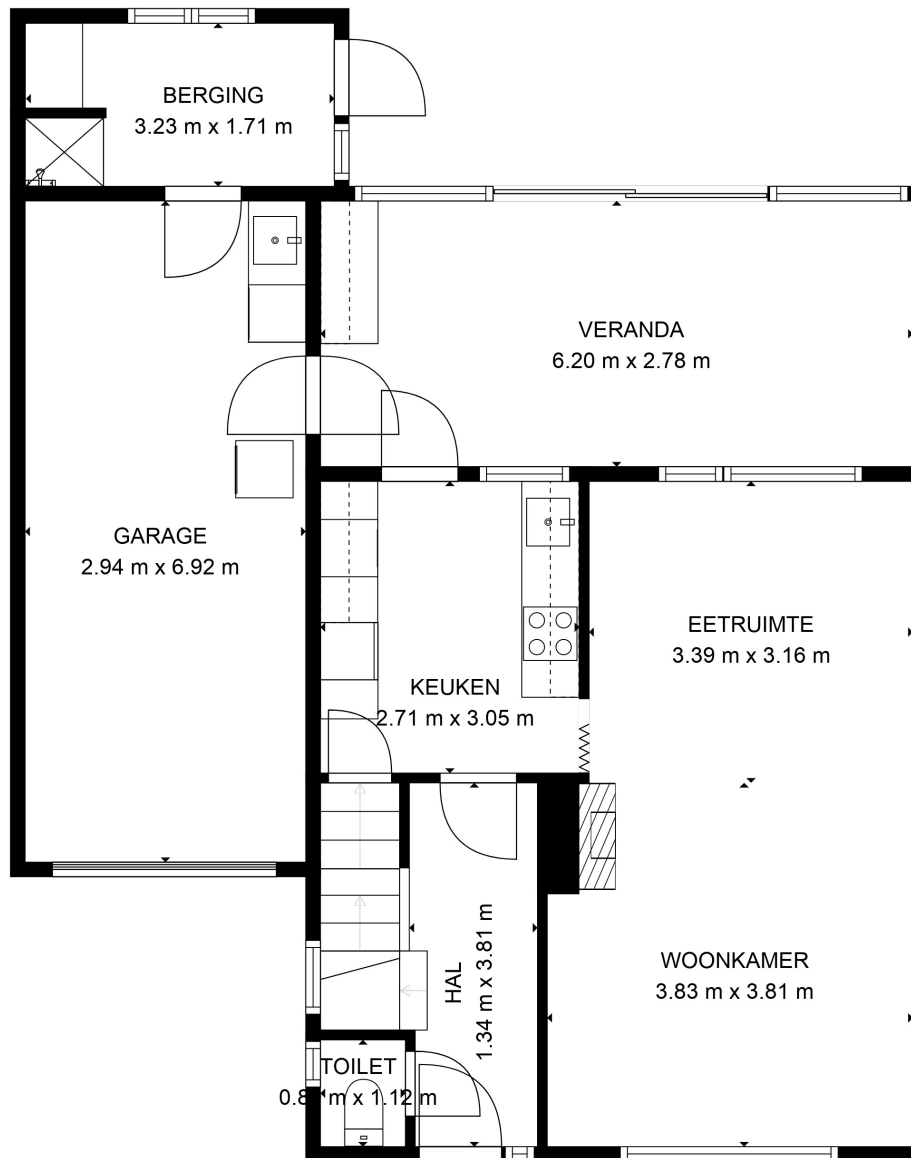 BERGING
3.23 m x 1.71 m
VERANDA
6.20 m x 2.78 m
GARAGE
2.94 m x 6.92 m
EETRUIMTE
3.39 m x 3.16 m
KEUKEN
2.71 m x 3.05 m
HAL
1.34 m x 3.81 m
WOONKAMER
3.83 m x 3.81 m
TOILET
m x 1.12 m